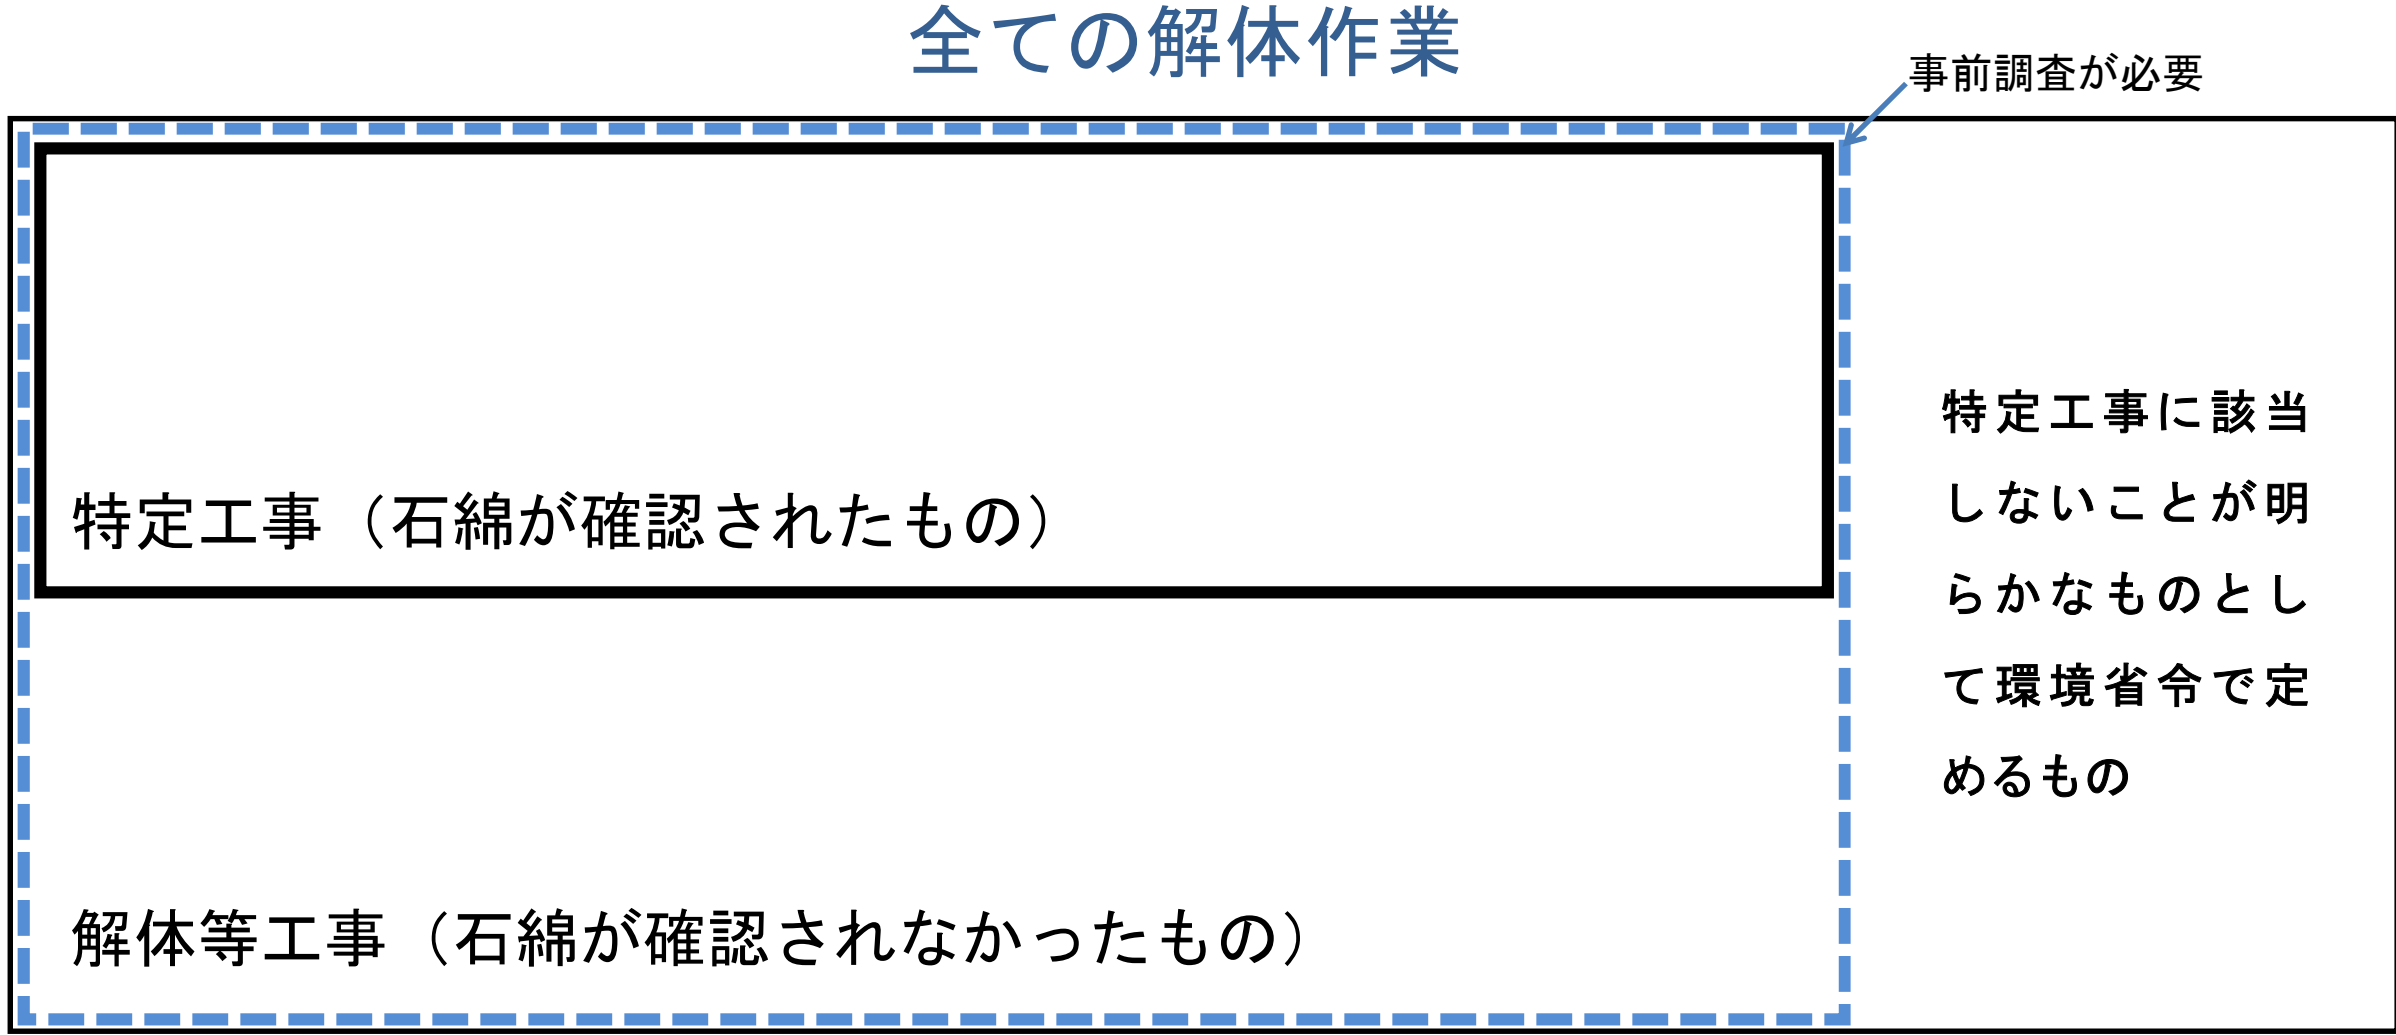 全ての解体作業
事前調査が必要
特定工事（石綿が確認されたもの）
解体等工事（石綿が確認されなかったもの）
特定工事に該当
しないことが明
らかなものとし
て環境省令で定
めるもの